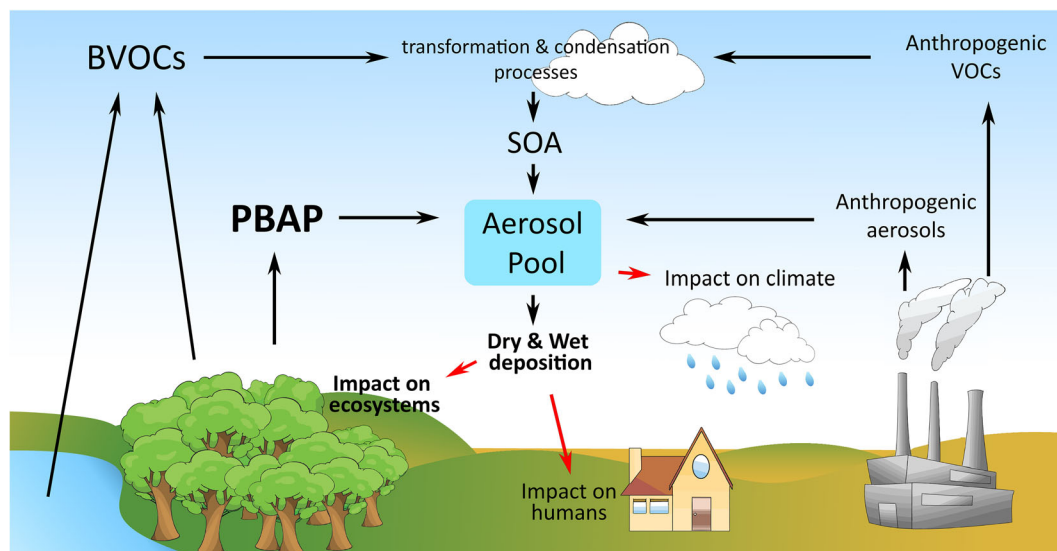 BVOCs
transformation & condensation
processes
Anthropogenic
VOCs
SOA
PBAP
Aerosol
Pool
Anthropogenic
aerosols
Impact on climate
Dry & Wet
deposition
Impact on
ecosystems
Impact on
humans